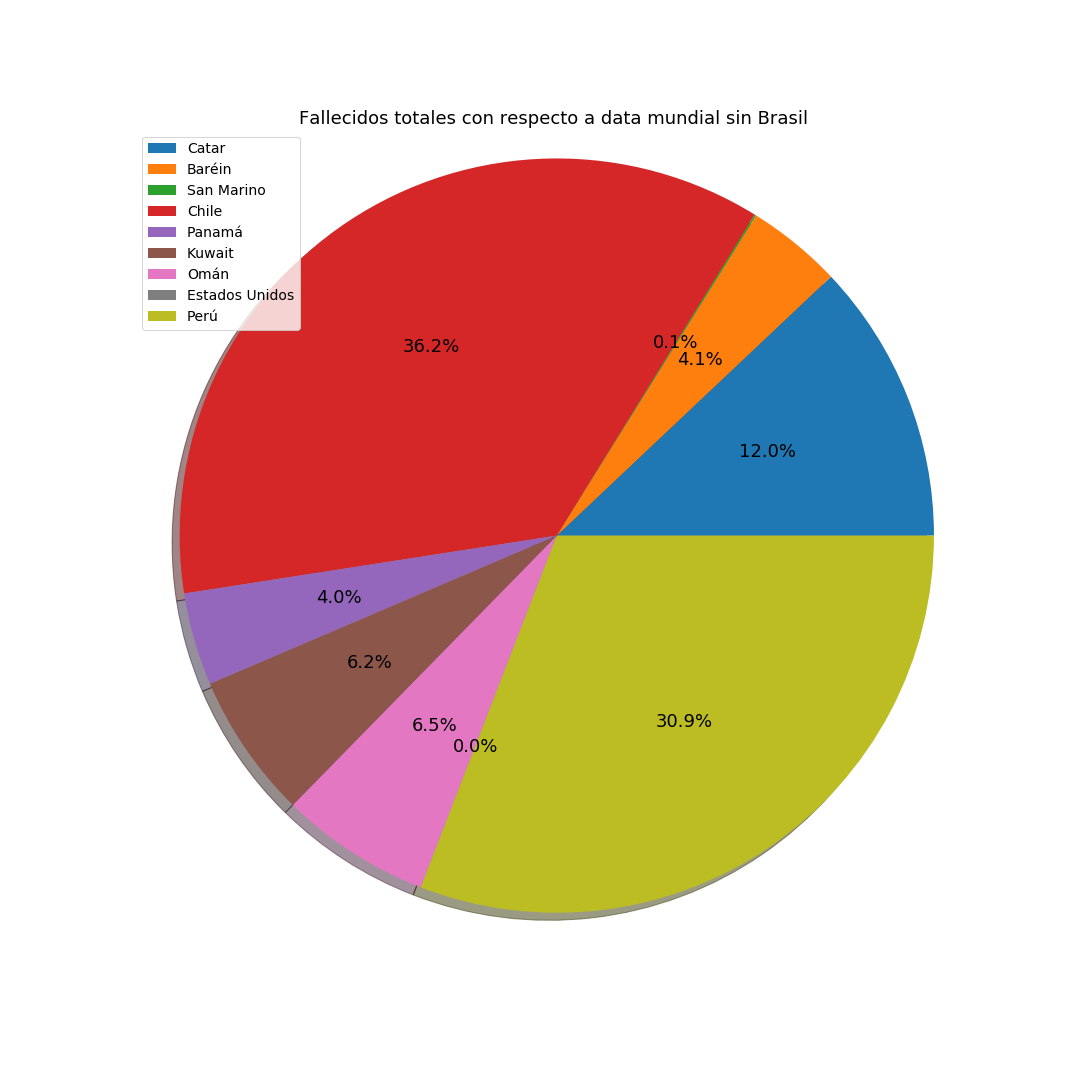 Fallecidos totales con respecto a data mundial sin Brasil
Catar
Baréin
San Marino
Chile
Panamá
Kuwait
Omán
Estados Unidos
Perú
36.2%
0.1%
4.1%
12.0%
4.0%
6.2%
6.5%
0.0%
30.9%